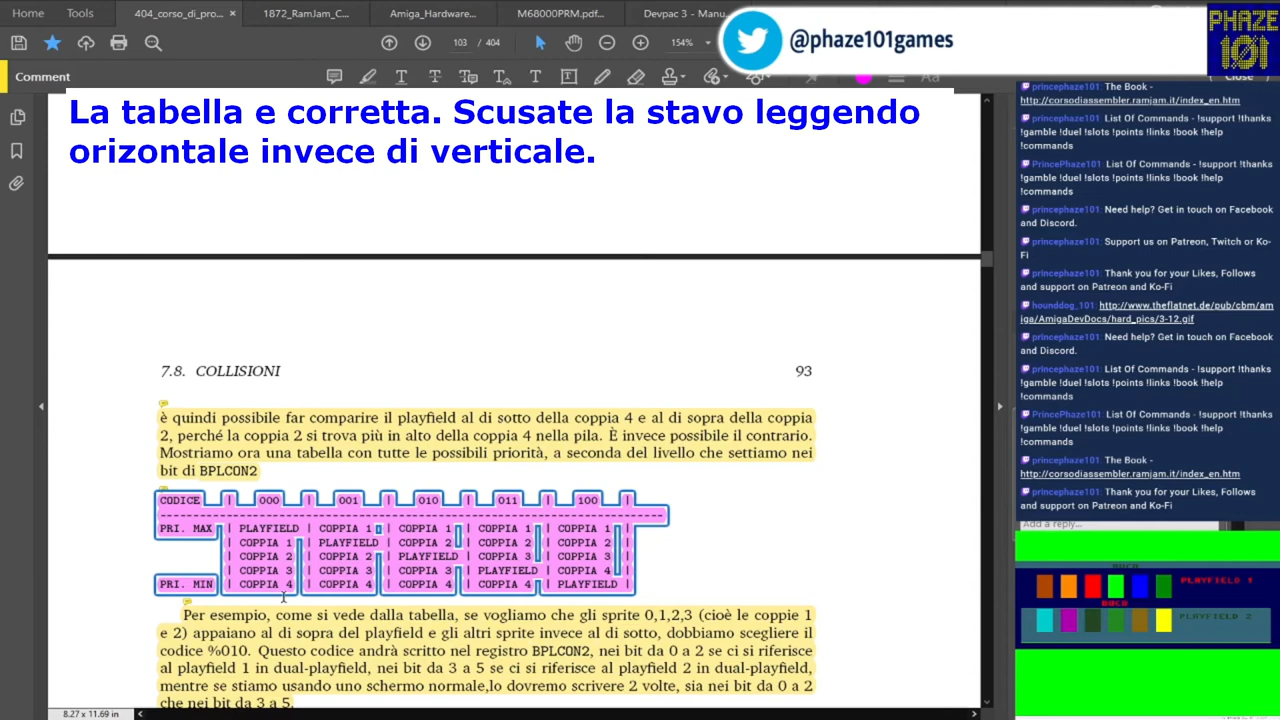 Home Tools 404_corso_di_pro... × 1872_RamJam_C... Amiga_Hardware... M68000PRM.pdf... Devpac 3 - Manu...
@phaze101games
PHAZE
101
103 / 404 154%
Comment
Close
La tabella e corretta. Scusate la stavo leggendo
orizontale invece di verticale.
7.8. COLLISIONI 93
è quindi possibile far comparire il playfield al di sotto della coppia 4 e al di sopra della coppia
2, perché la coppia 2 si trova più in alto della coppia 4 nella pila. È invece possibile il contrario.
Mostriamo ora una tabella con tutte le possibili priorità, a seconda del livello che settiamo nei
bit di BPLCON2
CODICE | 000 | 001 | 010 | 011 | 100 |
PRI. MAX | PLAYFIELD | COPPIA 1 | COPPIA 1 | COPPIA 1 | COPPIA 1 |
| COPPIA 1 | PLAYFIELD | COPPIA 2 | COPPIA 2 | COPPIA 2 |
| COPPIA 2 | COPPIA 2 | PLAYFIELD | COPPIA 3 | COPPIA 3 |
| COPPIA 3 | COPPIA 3 | COPPIA 3 | PLAYFIELD | COPPIA 4 |
PRI. MIN | COPPIA 4 | COPPIA 4 | COPPIA 4 | COPPIA 4 | PLAYFIELD |
Per esempio, come si vede dalla tabella, se vogliamo che gli sprite 0,1,2,3 (cioè le coppie 1
e 2) appaiano al di sopra del playfield e gli altri sprite invece al di sotto, dobbiamo scegliere il
codice %010. Questo codice andrà scritto nel registro BPLCON2, nei bit da 0 a 2 se ci si riferisce
al playfield 1 in dual-playfield, nei bit da 3 a 5 se ci si riferisce al playfield 2 in dual-playfield,
mentre se stiamo usando uno schermo normale,lo dovremo scrivere 2 volte, sia nei bit da 0 a 2
che nei bit da 3 a 5.
8.27 x 11.69 in
princephaze101: The Book -
http://corsodiassembler.ramjam.it/index_en.htm
princephaze101: List Of Commands - !support !thanks
!gamble !duel !slots !points !links !book !help
!commands
PrincePhaze101: List Of Commands - !support !thanks
!gamble !duel !slots !points !links !book !help
!commands
princephaze101: Need help? Get in touch on Facebook
and Discord.
princephaze101: Support us on Patreon, Twitch or Ko-
Fi
princephaze101: Thank you for your Likes, Follows
and support on Patreon and Ko-Fi
hounddog_101: http://www.theflatnet.de/pub/cbm/am
iga/AmigaDevDocs/hard_pics/3-12.gif
princephaze101: Need help? Get in touch on Facebook
and Discord.
princephaze101: List Of Commands - !support !thanks
!gamble !duel !slots !points !links !book !help
!commands
PrincePhaze101: List Of Commands - !support !thanks
!gamble !duel !slots !points !links !book !help
!commands
princephaze101: The Book -
http://corsodiassembler.ramjam.it/index_en.htm
princephaze101: Thank you for your Likes, Follows
and support on Patreon and Ko-Fi
Add a reply...
PLAYFIELD 1
PLAYFIELD 2